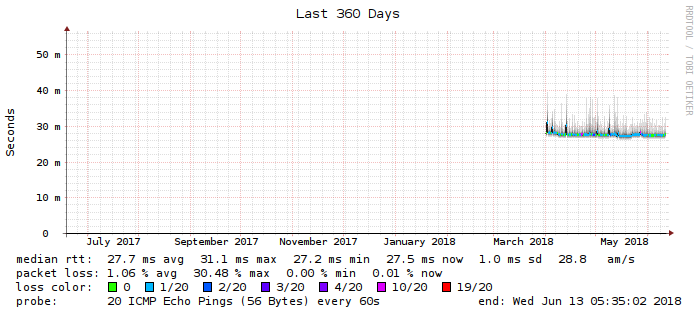 Last 360 Days
RRDTOOL / TOBI OETIKER
Seconds
50 m
40 m
30 m
20 m
10 m
0
July 2017 September 2017 November 2017 January 2018 March 2018 May 2018
median rtt: 27.7 ms avg 31.1 ms max 27.2 ms min 27.5 ms now 1.0 ms sd 28.8 am/s
packet loss: 1.06 % avg 30.48 % max 0.00 % min 0.01 % now
loss color: 0 1/20 2/20 3/20 4/20 10/20 19/20
probe: 20 ICMP Echo Pings (56 Bytes) every 60s end: Wed Jun 13 05:35:02 2018